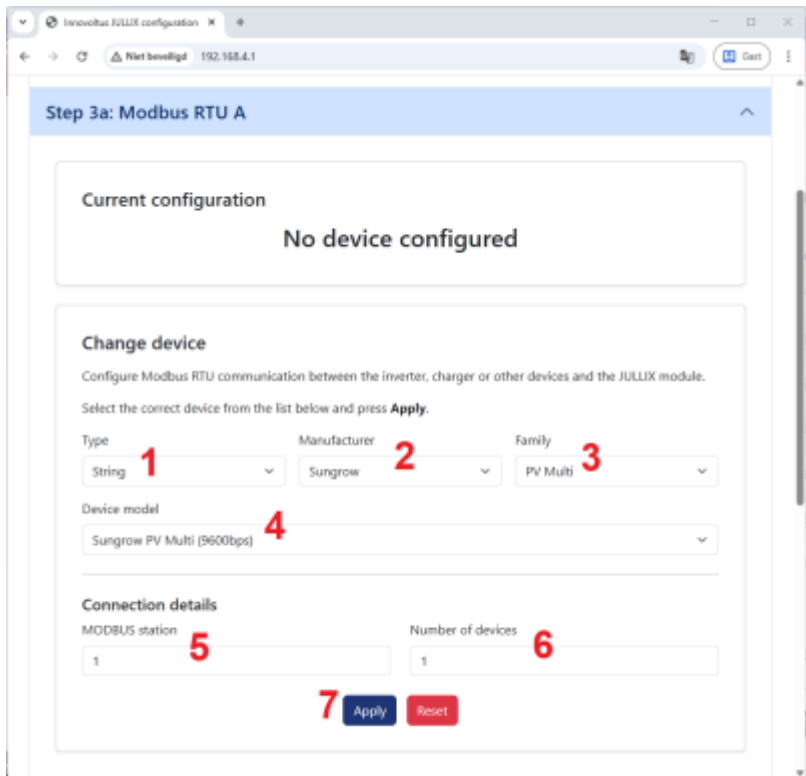 Innovoltus JULLIX configuration
Niet beveiligd 192.168.4.1 Gast
Step 3a: Modbus RTU A
Current configuration
No device configured
Change device
Configure Modbus RTU communication between the inverter, charger or other devices and the JULLIX module.
Select the correct device from the list below and press Apply.
Type Manufacturer Family
1 2 3
String Sungrow PV Multi
Device model
4
Sungrow PV Multi (9600bps)
Connection details
MODBUS station Number of devices
5 6
1 1
7 Apply Reset